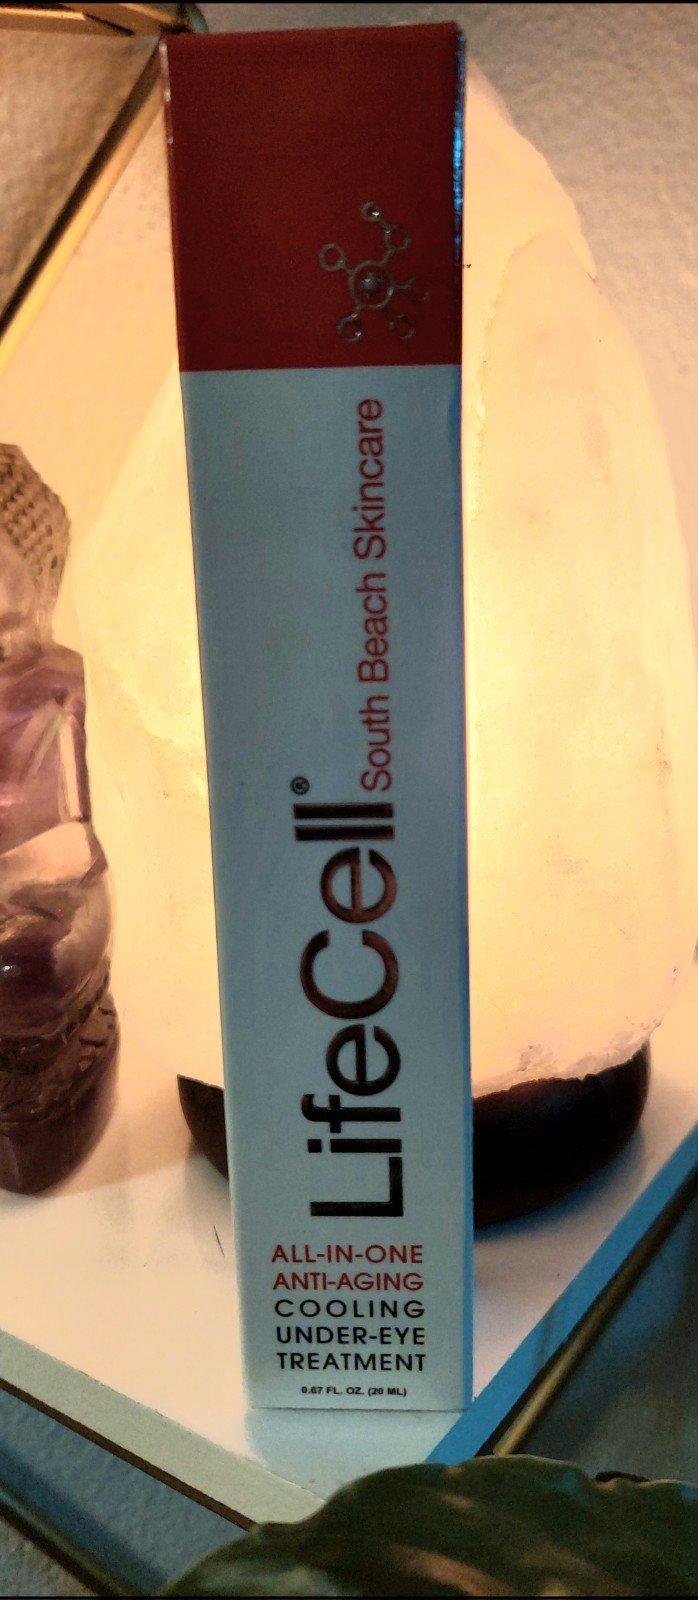 LifeCell®
South Beach Skincare
ALL-IN-ONE
ANTI-AGING
COOLING
UNDER-EYE
TREATMENT
0.67 FL. OZ. (20 ML)